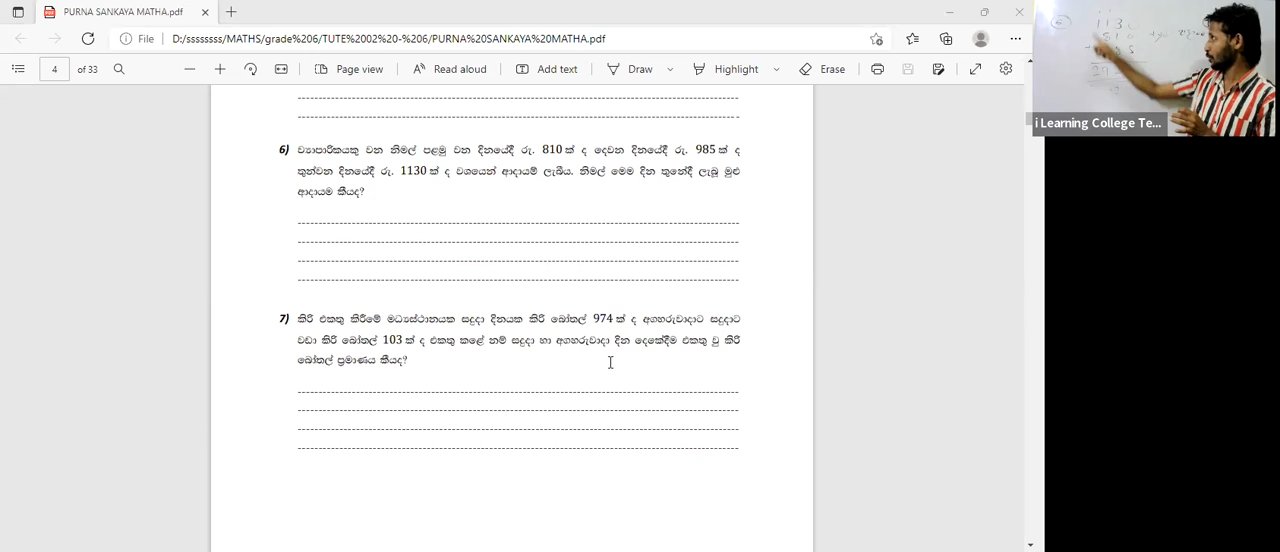 PURNA SANKAYA MATHA.pdf
File
D:/ssssssss/MATHS/grade%206/TUTE%2002%20-%206/PURNA%20SANKAYA%20MATHA.pdf
4 of 33
Page view
Read aloud
Add text
Draw
Highlight
Erase
i Learning College Te...
6) ව්‍යාපාරිකයකු වන නිමල් පළමු වන දිනයේදී රු. 810 ක් ද දෙවන දිනයේදී රු. 985 ක් ද
තුන්වන දිනයේදී රු. 1130 ක් ද වශයෙන් ආදායම් ලැබීය. නිමල් මෙම දින තුනේදී ලැබූ මුළු
ආදායම කීයද?
7) කිරි එකතු කිරීමේ මධ්‍යස්ථානයක සඳුදා දිනයක කිරි බෝතල් 974 ක් ද අගහරුවාදාට සඳුදාට
වඩා කිරි බෝතල් 103 ක් ද එකතු කළේ නම් සඳුදා හා අගහරුවාදා දින දෙකේදීම එකතු වු කිරි
බෝතල් ප්‍රමාණය කීයද?